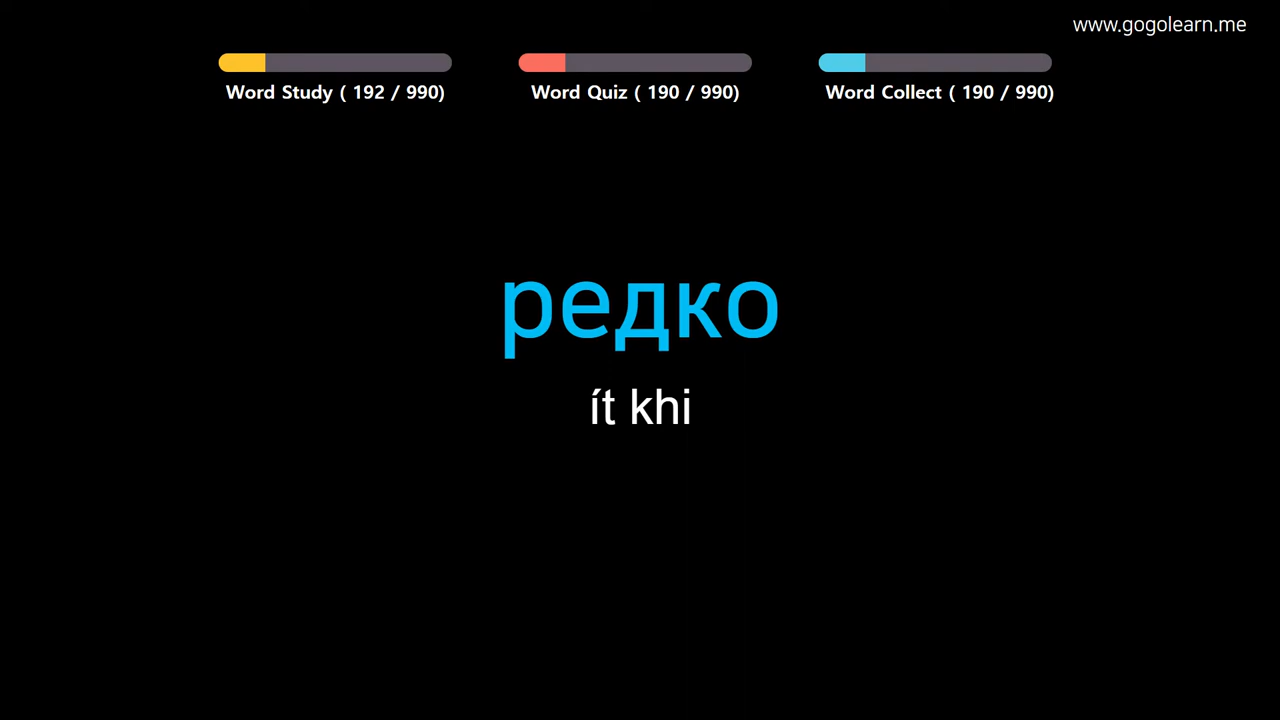 www.gogolearn.me
Word Study ( 192 / 990)
Word Quiz ( 190 / 990)
Word Collect ( 190 / 990)
редко
ít khi